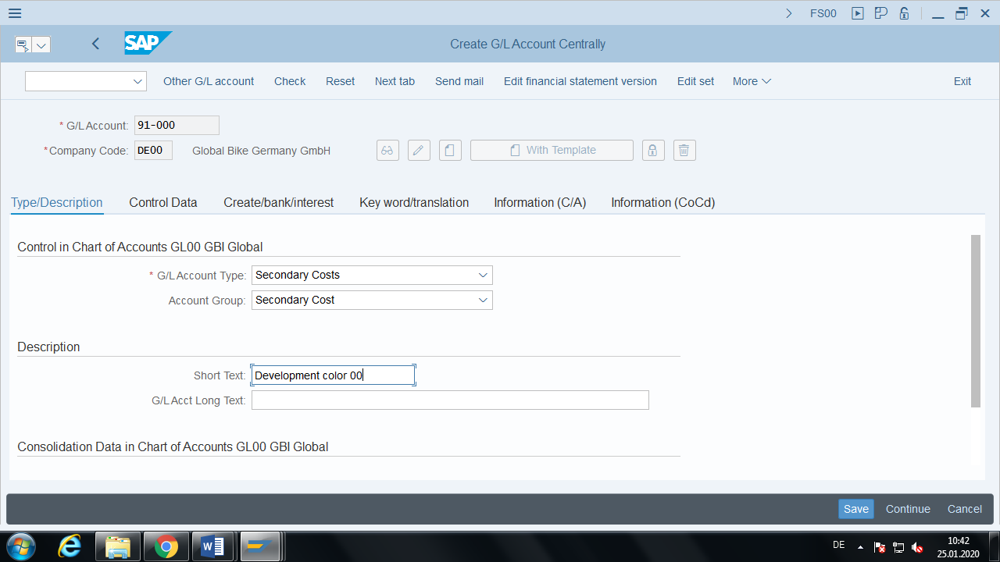 FS00
SAP
Create G/L Account Centrally
Other G/L account Check Reset Next tab Send mail Edit financial statement version Edit set More Exit
* G/L Account: 91-000
* Company Code: DE00 Global Bike Germany GmbH With Template
Type/Description Control Data Create/bank/interest Key word/translation Information (C/A) Information (CoCd)
Control in Chart of Accounts GL00 GBI Global
* G/L Account Type: Secondary Costs
Account Group: Secondary Cost
Description
Short Text: Development color 00
G/L Acct Long Text:
Consolidation Data in Chart of Accounts GL00 GBI Global
Save Continue Cancel
DE 10:42
25.01.2020